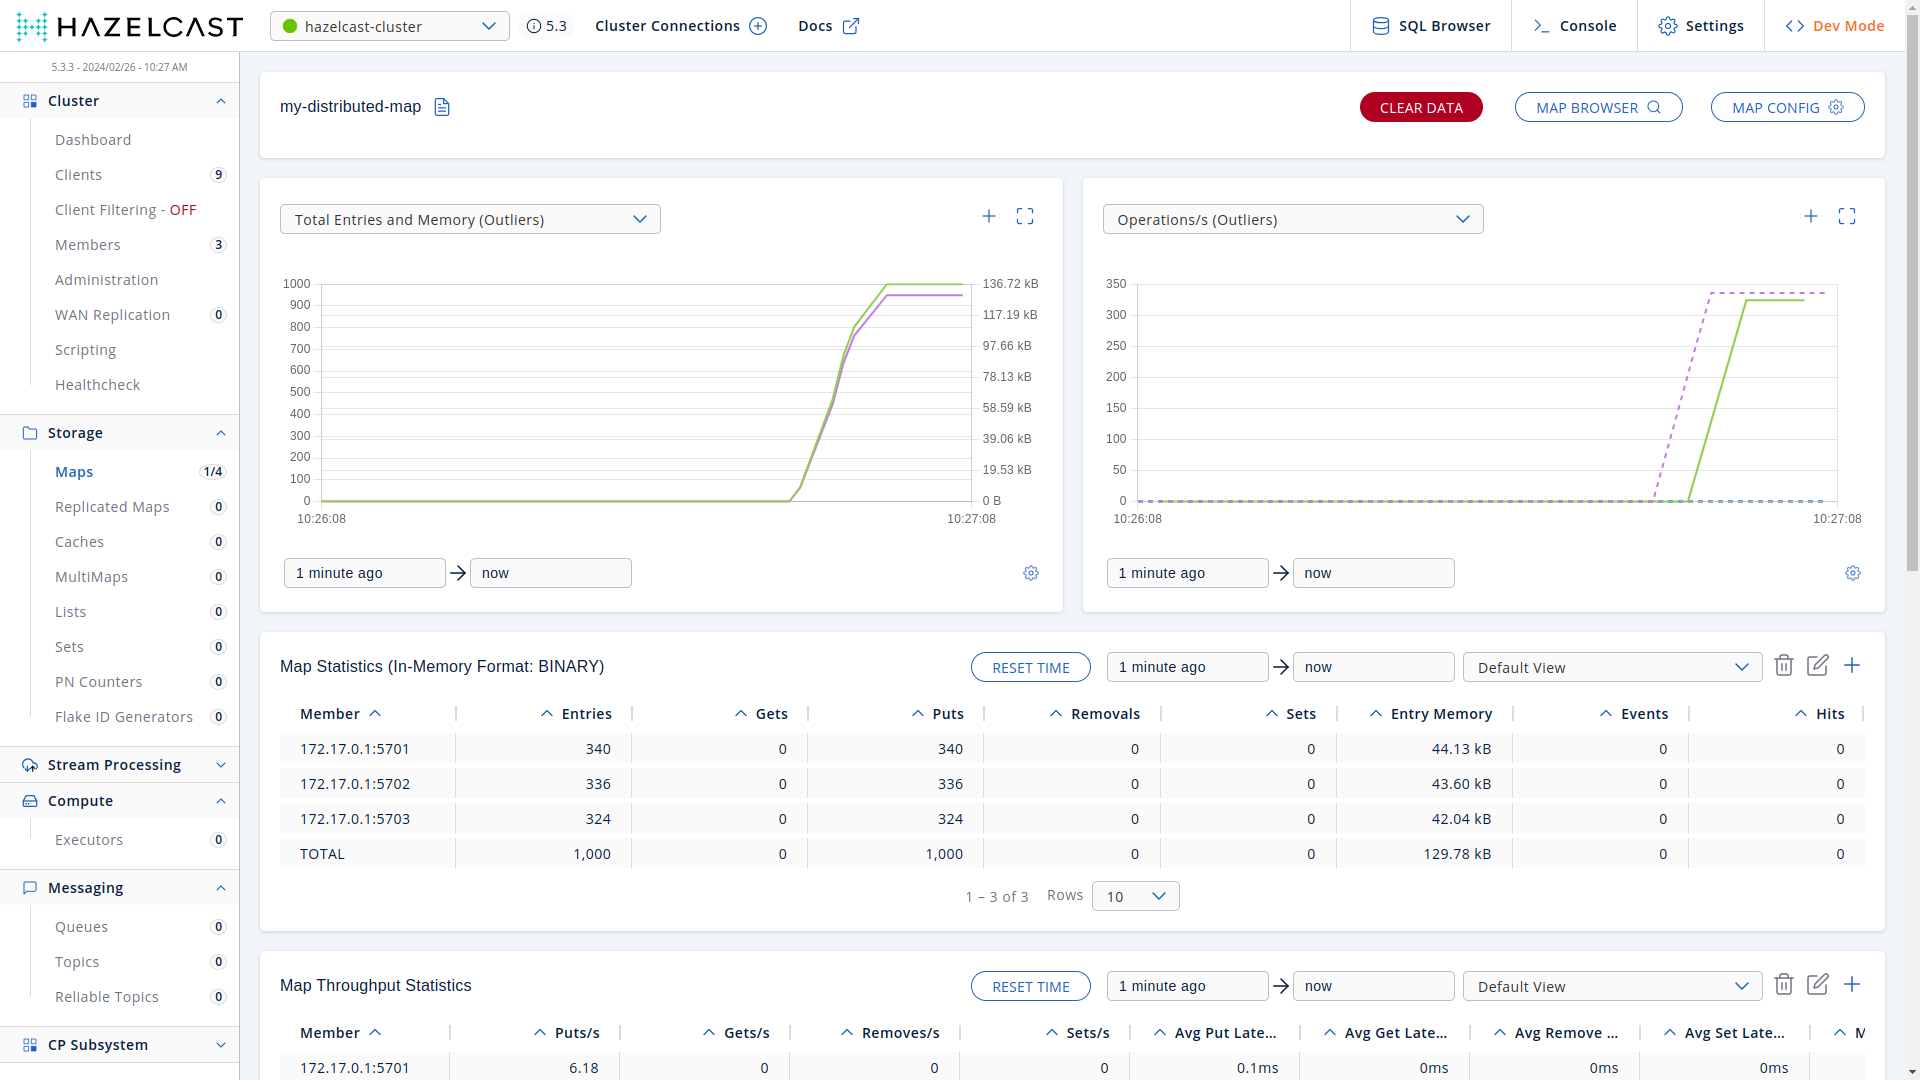 HAZELCAST
hazelcast-cluster
5.3
Cluster Connections
Docs
SQL Browser
Console
Settings
Dev Mode
5.3.3 - 2024/02/26 - 10:27 AM
Cluster
Dashboard
Clients 9
Client Filtering - OFF
Members 3
Administration
WAN Replication 0
Scripting
Healthcheck
Storage
Maps 1/4
Replicated Maps 0
Caches 0
MultiMaps 0
Lists 0
Sets 0
PN Counters 0
Flake ID Generators 0
Stream Processing
Compute
Executors 0
Messaging
Queues 0
Topics 0
Reliable Topics 0
CP Subsystem
my-distributed-map
CLEAR DATA
MAP BROWSER
MAP CONFIG
Total Entries and Memory (Outliers)
1000
900
800
700
600
500
400
300
200
100
0
136.72 kB
117.19 kB
97.66 kB
78.13 kB
58.59 kB
39.06 kB
19.53 kB
0 B
10:26:08 10:27:08
1 minute ago now
Operations/s (Outliers)
350
300
250
200
150
100
50
0
10:26:08 10:27:08
1 minute ago now
Map Statistics (In-Memory Format: BINARY)
RESET TIME 1 minute ago now Default View
Member Entries Gets Puts Removals Sets Entry Memory Events Hits
172.17.0.1:5701 340 0 340 0 0 44.13 kB 0 0
172.17.0.1:5702 336 0 336 0 0 43.60 kB 0 0
172.17.0.1:5703 324 0 324 0 0 42.04 kB 0 0
TOTAL 1,000 0 1,000 0 0 129.78 kB 0 0
1 – 3 of 3 Rows 10
Map Throughput Statistics
RESET TIME 1 minute ago now Default View
Member Puts/s Gets/s Removes/s Sets/s Avg Put Late... Avg Get Late... Avg Remove ... Avg Set Late... M
172.17.0.1:5701 6.18 0 0 0 0.1ms 0ms 0ms 0ms